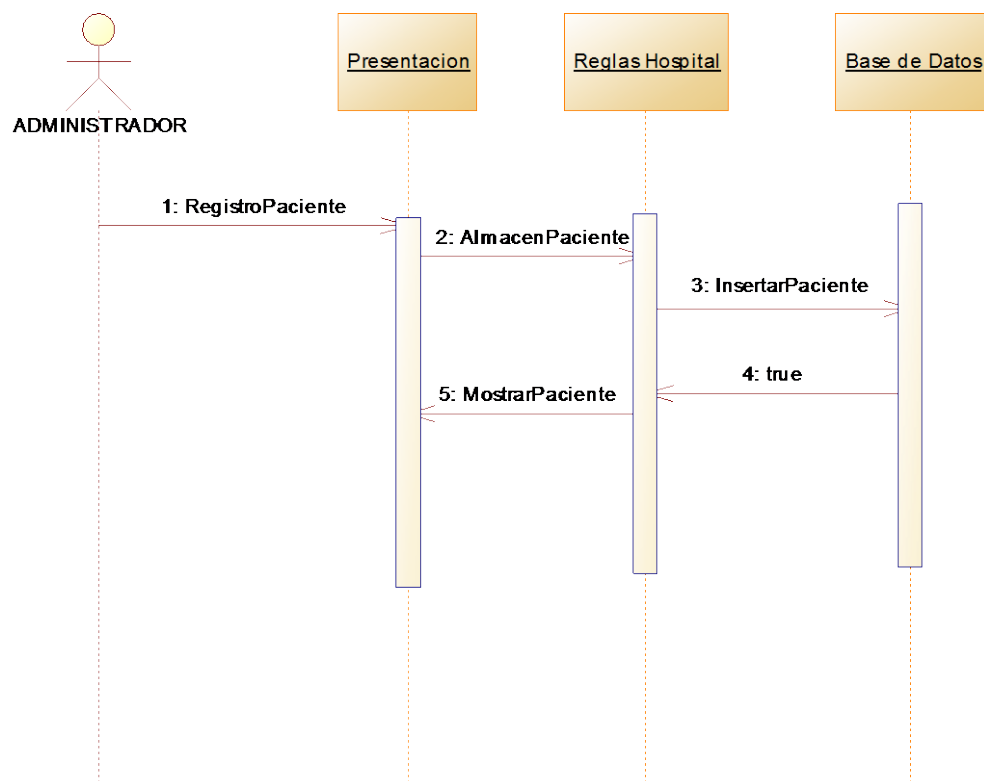 Presentacion
Reglas Hospital
Base de Datos
ADMINISTRADOR
1: RegistroPaciente
2: AlmacenPaciente
3: InsertarPaciente
4: true
5: MostrarPaciente